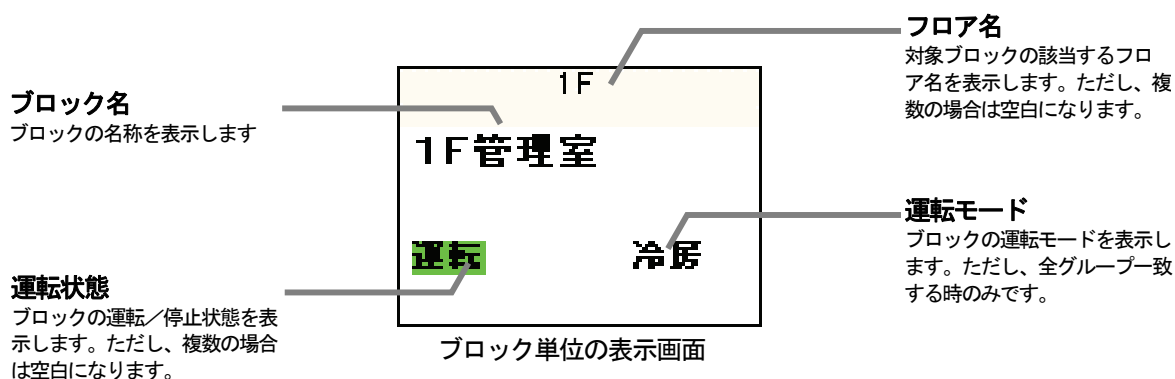 フロア名
対象ブロックの該当するフロ
ア名を表示します。ただし、複
数の場合は空白になります。
ブロック名
ブロックの名称を表示します
1F
1F管理室
運転
冷房
運転モード
ブロックの運転モードを表示し
ます。ただし、全グループ一致
する時のみです。
運転状態
ブロックの運転／停止状態を表
示します。ただし、複数の場合
は空白になります。
ブロック単位の表示画面